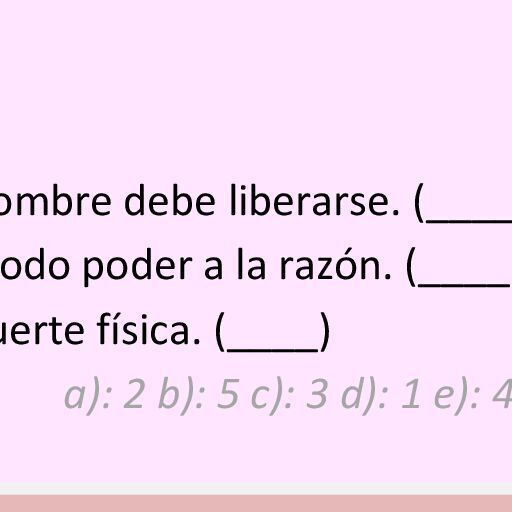 ombre debe liberarse. (____
odo poder a la razón. (____
uerte física. (____)
a): 2 b): 5 c): 3 d): 1 e): 4